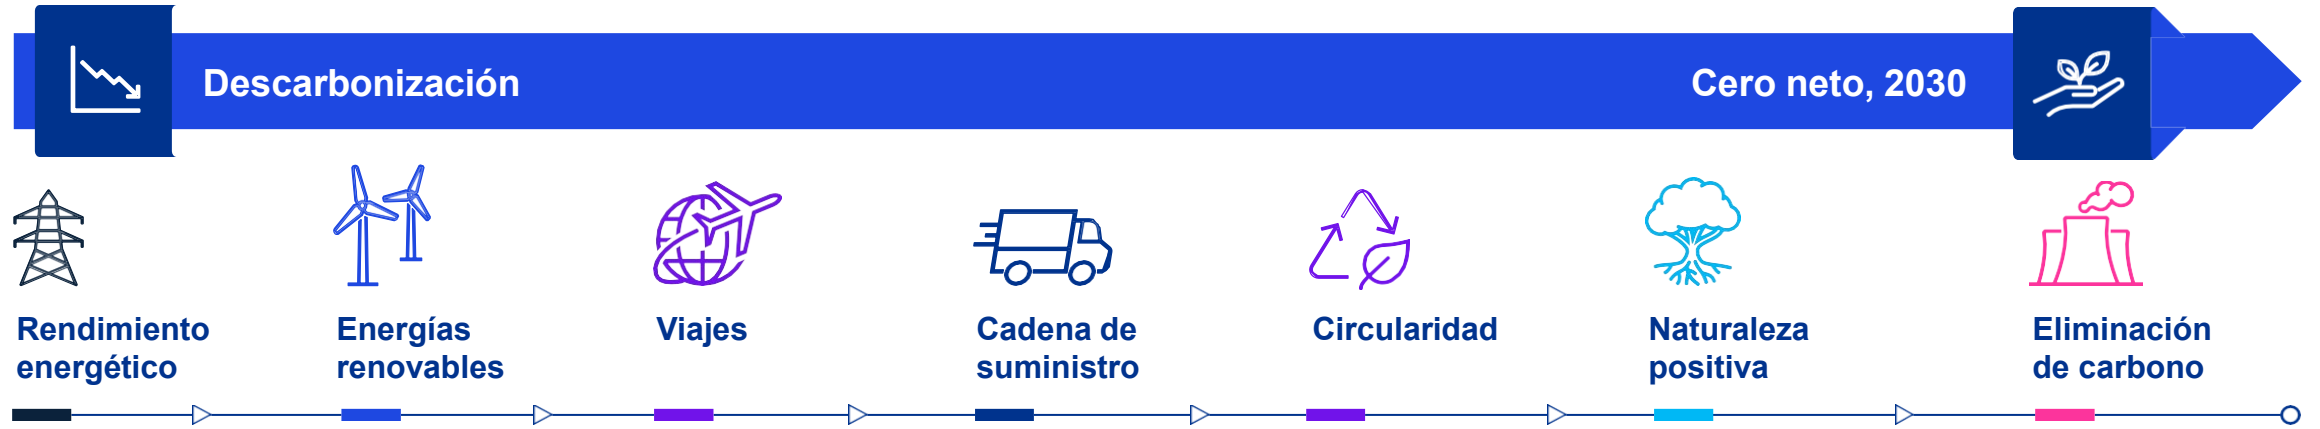 Descarbonización
Cero neto, 2030
Rendimiento
energético
Energías
renovables
Viajes
Cadena de
suministro
Circularidad
Naturaleza
positiva
Eliminación
de carbono